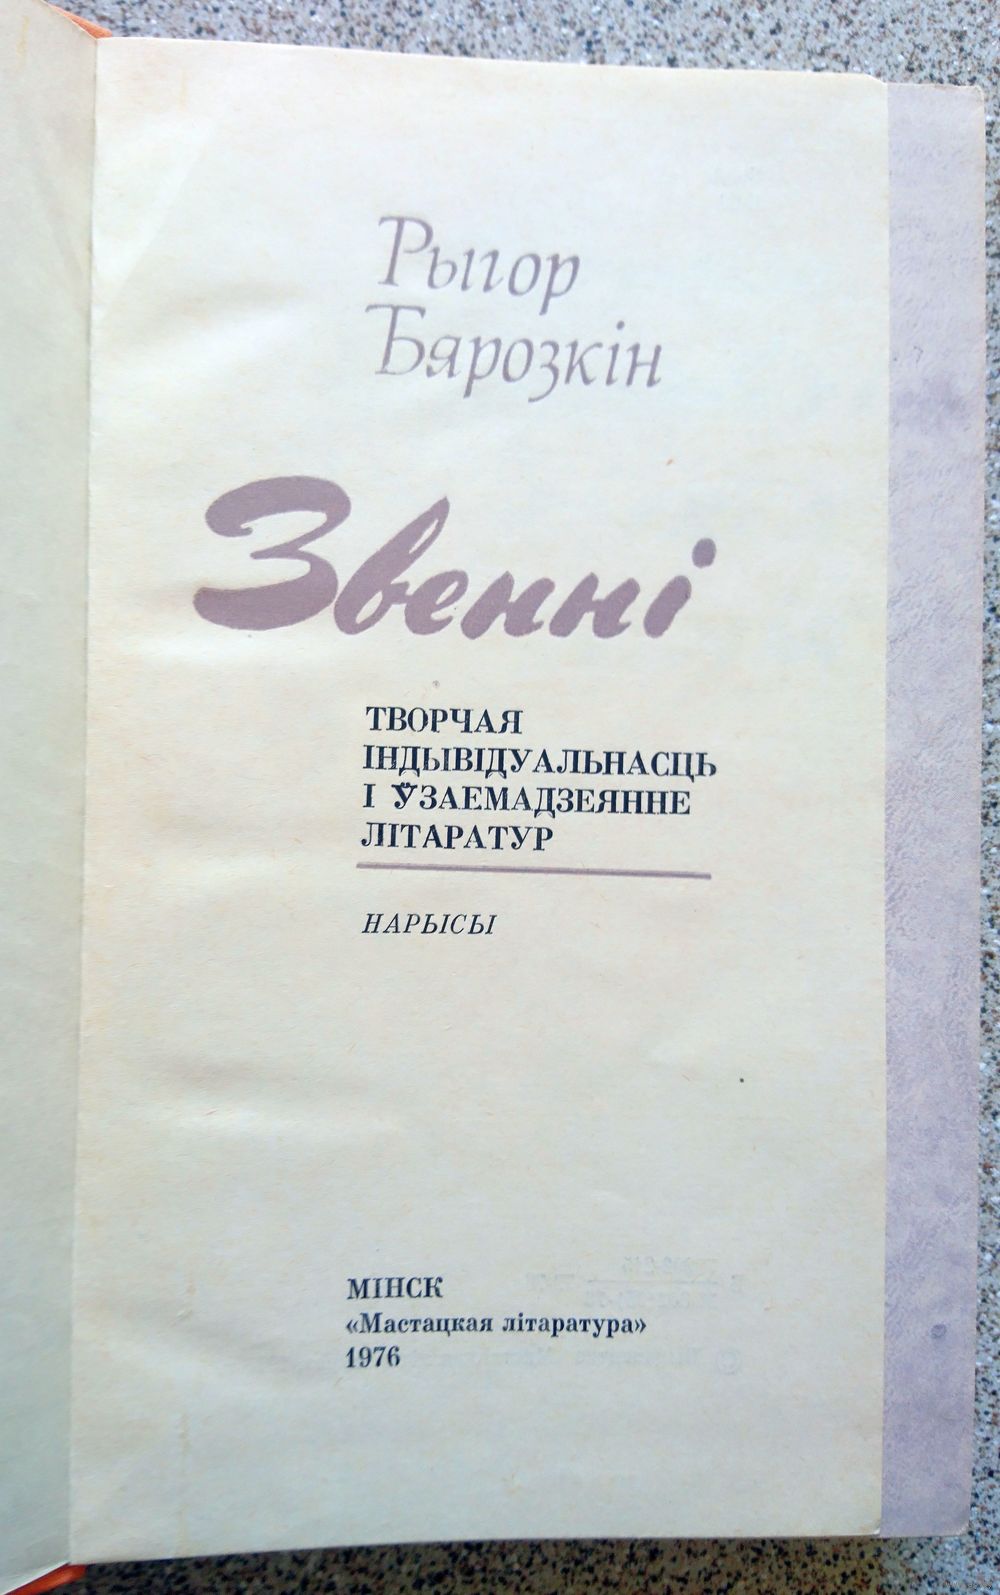 Рыгор
Бярозкін
Звенні
ТВОРЧАЯ
ІНДЫВІДУАЛЬНАСЦЬ
І ЎЗАЕМАДЗЕЯННЕ
ЛІТАРАТУР
НАРЫСЫ
МІНСК
«Мастацкая літаратура»
1976